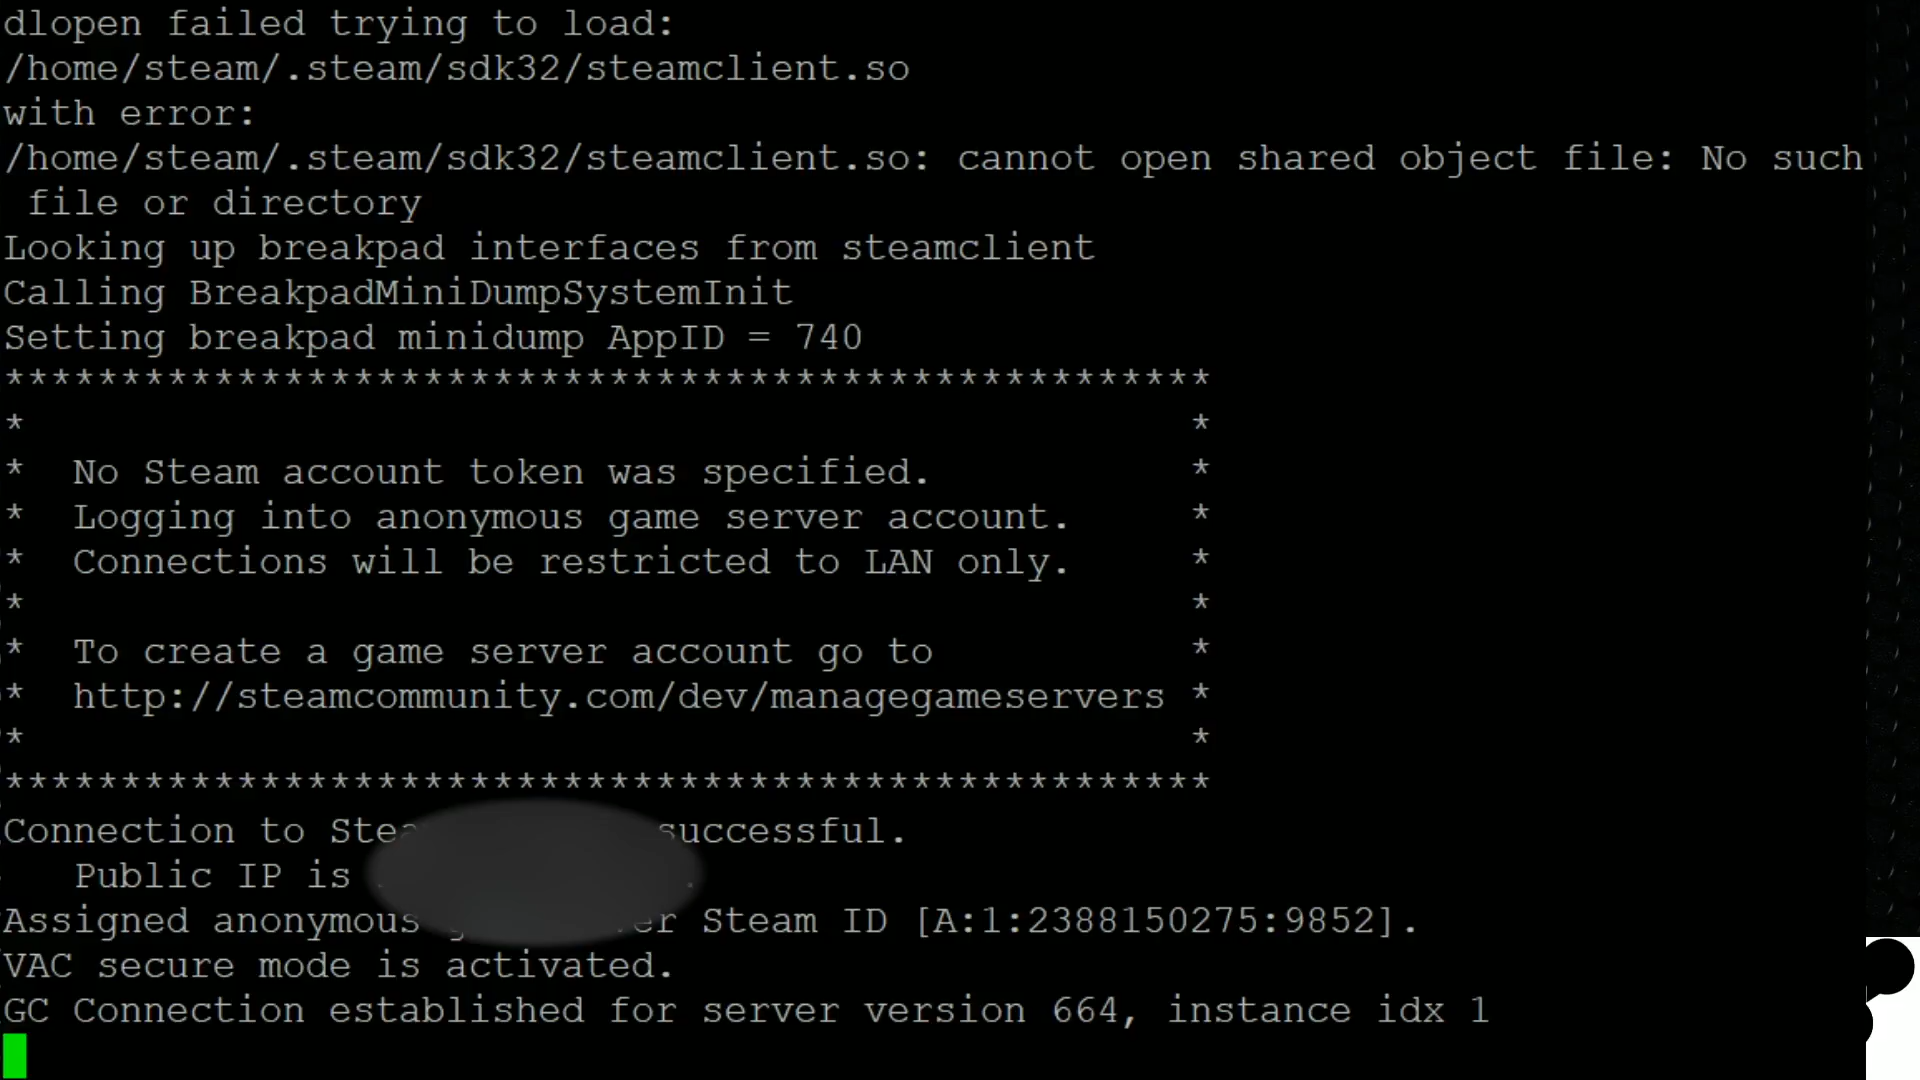 dlopen failed trying to load:
/home/steam/.steam/sdk32/steamclient.so
with error:
/home/steam/.steam/sdk32/steamclient.so: cannot open shared object file: No such
file or directory
Looking up breakpad interfaces from steamclient
Calling BreakpadMiniDumpSystemInit
Setting breakpad minidump AppID = 740
****************************************************
*                                                   *
*  No Steam account token was specified.            *
*  Logging into anonymous game server account.      *
*  Connections will be restricted to LAN only.      *
*                                                   *
*  To create a game server account go to            *
*  http://steamcommunity.com/dev/managegameservers *
*                                                   *
****************************************************
Connection to successful.
Public IP is
Assigned anonymous Steam ID [A:1:2388150275:9852].
VAC secure mode is activated.
GC Connection established for server version 664, instance idx 1